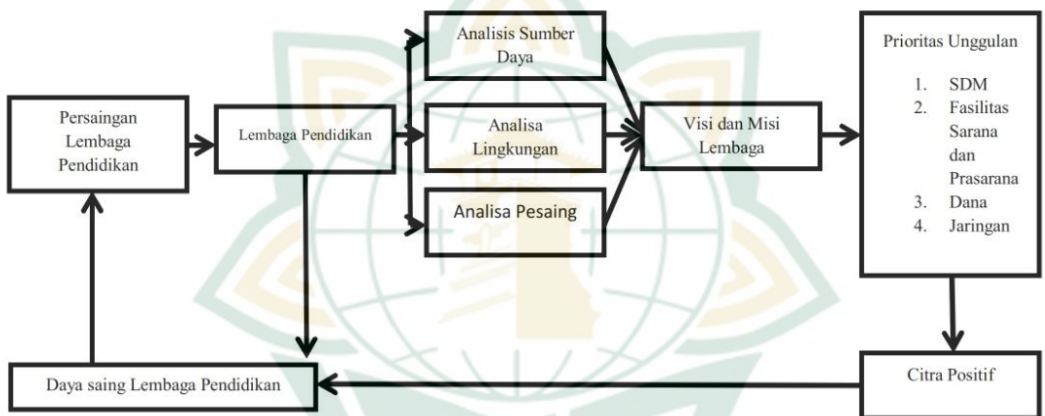 Persaingan
Lembaga
Pendidikan
Lembaga Pendidikan
Analisis Sumber
Daya
Analisa
Lingkungan
Analisa Pesaing
Visi dan Misi
Lembaga
Prioritas Unggulan
1. SDM
2. Fasilitas
Sarana
dan
Prasarana
3. Dana
4. Jaringan
Citra Positif
Daya saing Lembaga Pendidikan